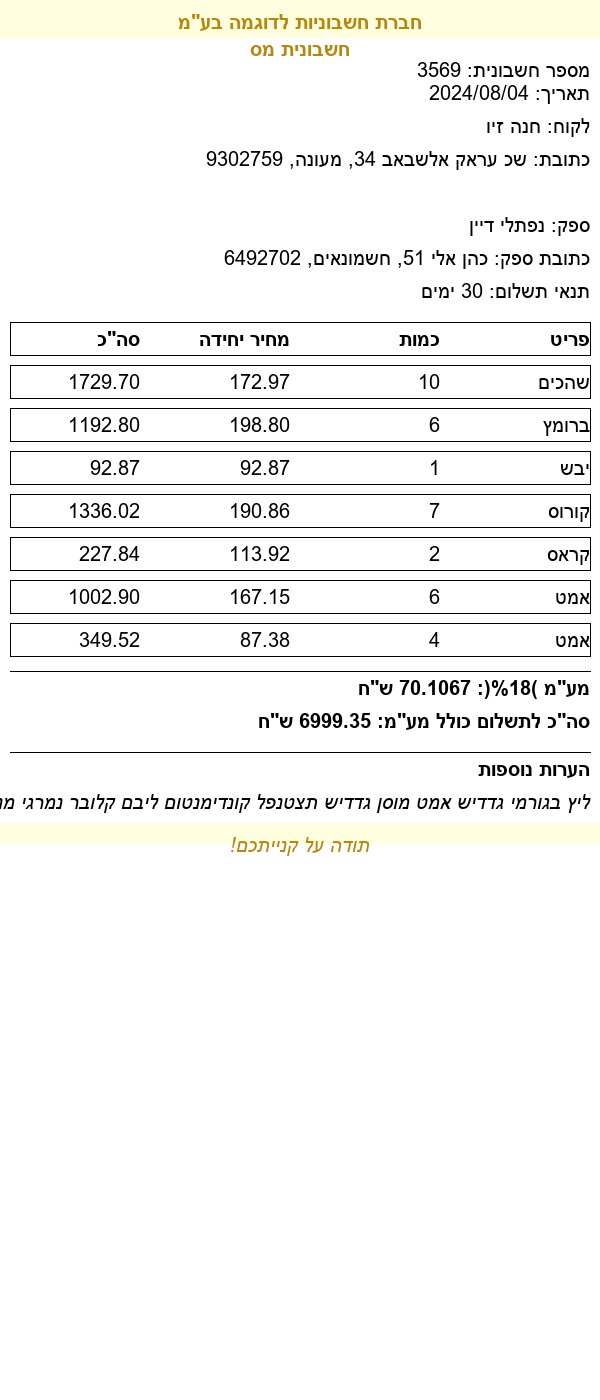 חברת חשבוניות לדוגמה בע"מ
חשבונית מס
מספר חשבונית: 3569
תאריך: 2024/08/04
לקוח: חנה זיו
כתובת: שכ עראק אלשבאב 34, מעונה, 9302759
ספק: נפתלי דיין
כתובת ספק: כהן אלי 51, חשמונאים, 6492702
תנאי תשלום: 30 ימים
פריט כמות מחיר יחידה סה"כ
שהכים 10 172.97 1729.70
ברומץ 6 198.80 1192.80
יבש 1 92.87 92.87
קורוס 7 190.86 1336.02
קראס 2 113.92 227.84
אמט 6 167.15 1002.90
אמט 4 87.38 349.52
מע"מ )18%(: 70.1067 ש"ח
סה"כ לתשלום כולל מע"מ: 6999.35 ש"ח
הערות נוספות
ליץ בגורמי גדדיש אמט מוסן גדדיש תצטנפל קונדימנטום ליבם קלובר נמרגי
תודה על קנייתכם!